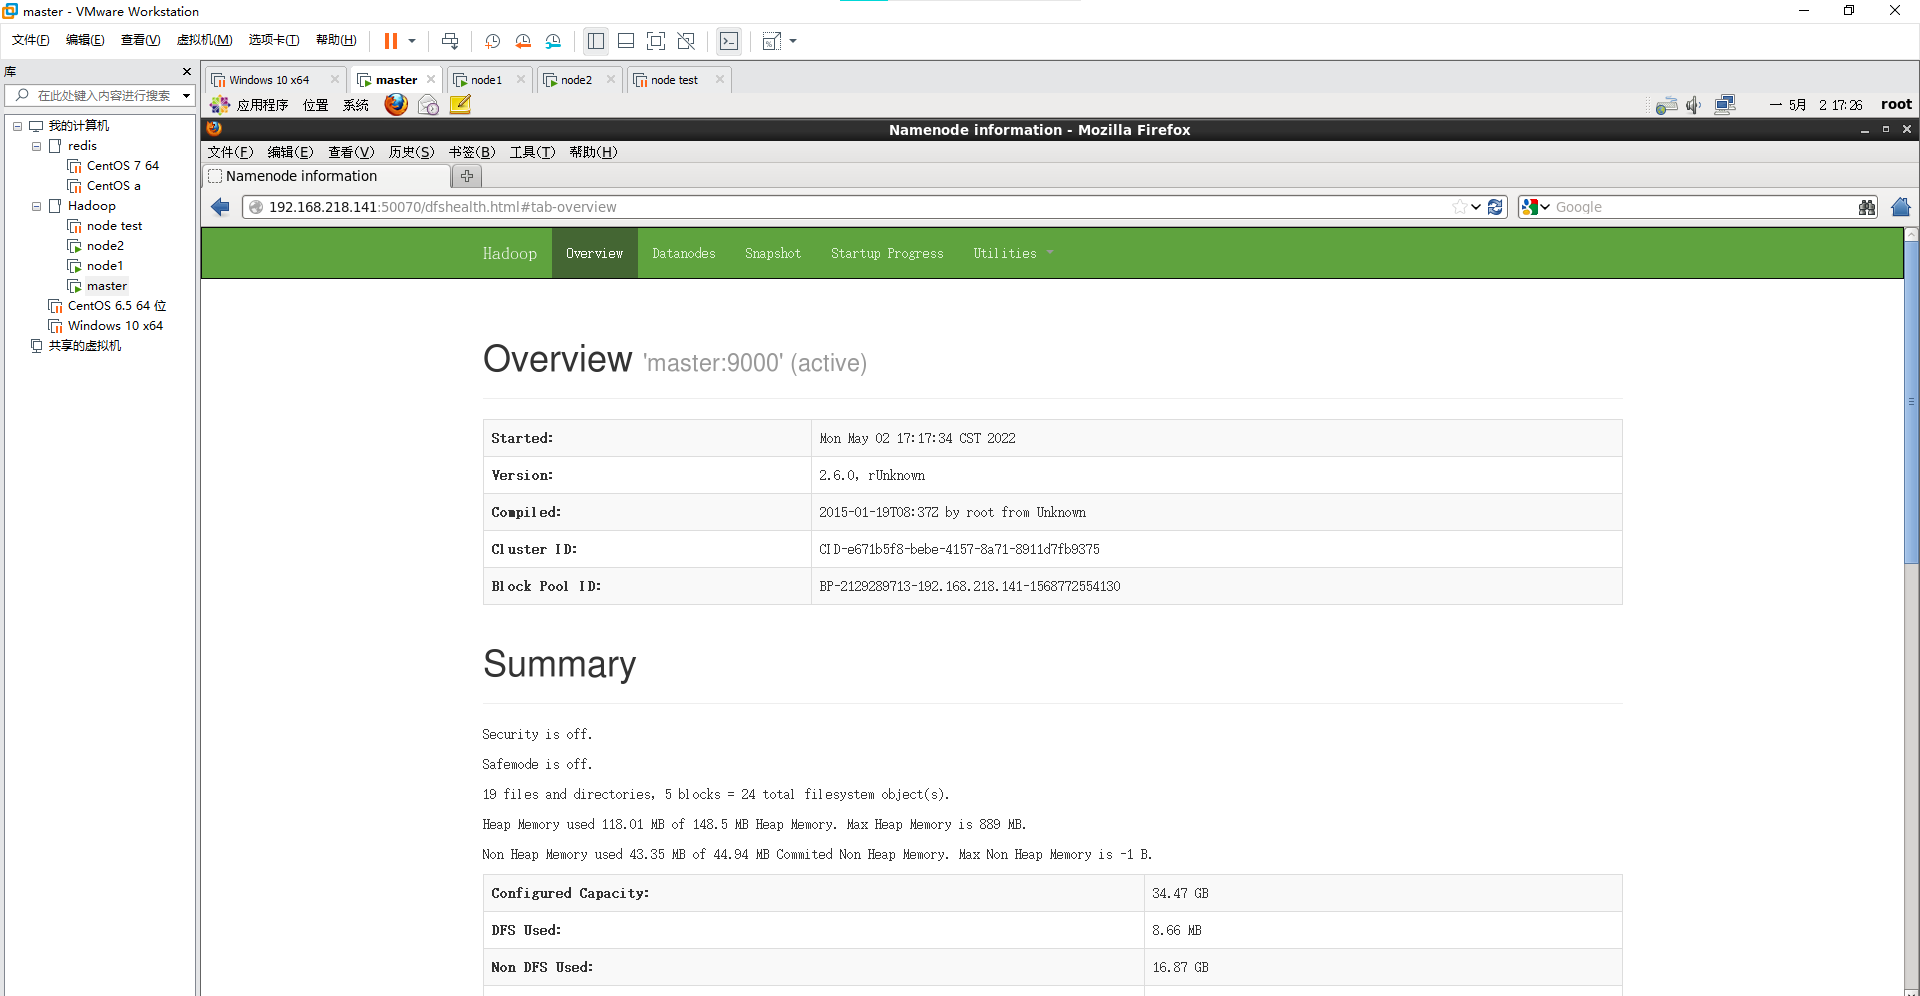 master - VMware Workstation
文件(F) 编辑(E) 查看(V) 虚拟机(M) 选项卡(T) 帮助(H)
库
在此处键入内容进行搜索
我的计算机
redis
CentOS 7 64
CentOS a
Hadoop
node test
node2
node1
master
CentOS 6.5 64 位
Windows 10 x64
共享的虚拟机
Windows 10 x64 master node1 node2 node test
应用程序 位置 系统 一 5月 2 17:26 root
Namenode information - Mozilla Firefox
文件(F) 编辑(E) 查看(V) 历史(S) 书签(B) 工具(T) 帮助(H)
Namenode information
192.168.218.141:50070/dfshealth.html#tab-overview Google
Hadoop Overview Datanodes Snapshot Startup Progress Utilities
Overview 'master:9000' (active)
Started: Mon May 02 17:17:34 CST 2022
Version: 2.6.0, rUnknown
Compiled: 2015-01-19T08:37Z by root from Unknown
Cluster ID: CID-e671b5f8-bebe-4157-8a71-8911d7fb9375
Block Pool ID: BP-2129289713-192.168.218.141-1568772554130
Summary
Security is off.
Safemode is off.
19 files and directories, 5 blocks = 24 total filesystem object(s).
Heap Memory used 118.01 MB of 148.5 MB Heap Memory. Max Heap Memory is 889 MB.
Non Heap Memory used 43.35 MB of 44.94 MB Commited Non Heap Memory. Max Non Heap Memory is -1 B.
Configured Capacity: 34.47 GB
DFS Used: 8.66 MB
Non DFS Used: 16.87 GB